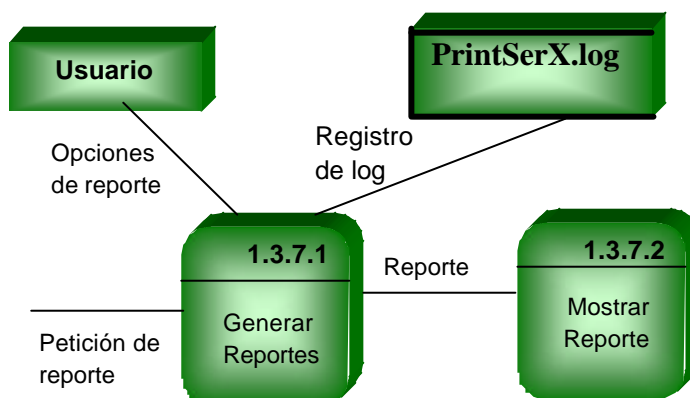 Usuario
PrintSerX.log
Opciones
de reporte
Registro
de log
1.3.7.1
Generar
Reportes
Reporte
1.3.7.2
Mostrar
Reporte
Petición de
reporte